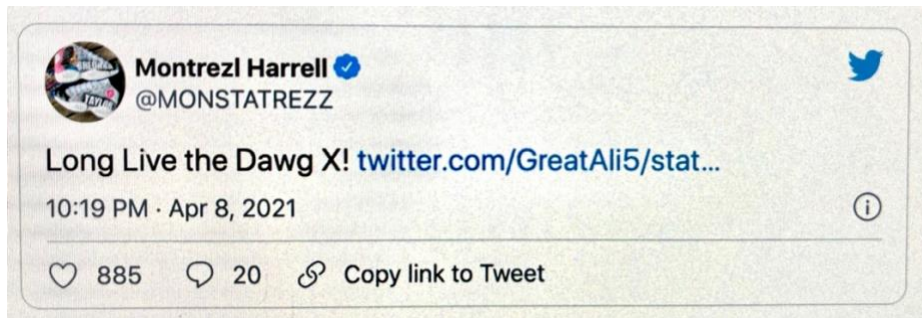 Montrezl Harrell
@MONSTATREZZ
Long Live the Dawg X! twitter.com/GreatAli5/stat...
10:19 PM · Apr 8, 2021
885 20 Copy link to Tweet